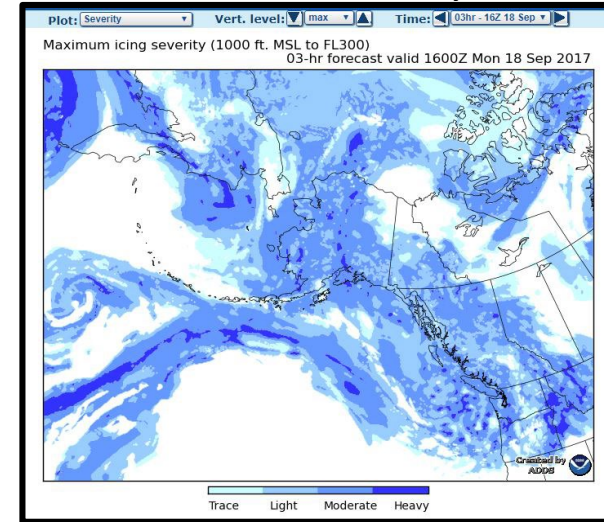 Plot: Severity Vert. level: max Time: 03hr - 16Z 18 Sep
Maximum icing severity (1000 ft. MSL to FL300)
03-hr forecast valid 1600Z Mon 18 Sep 2017
Created by
ADDS
Trace Light Moderate Heavy